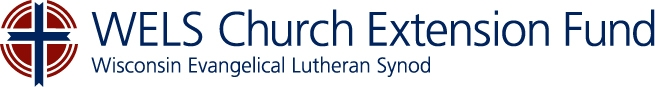 WELS Church Extension Fund
Wisconsin Evangelical Lutheran Synod